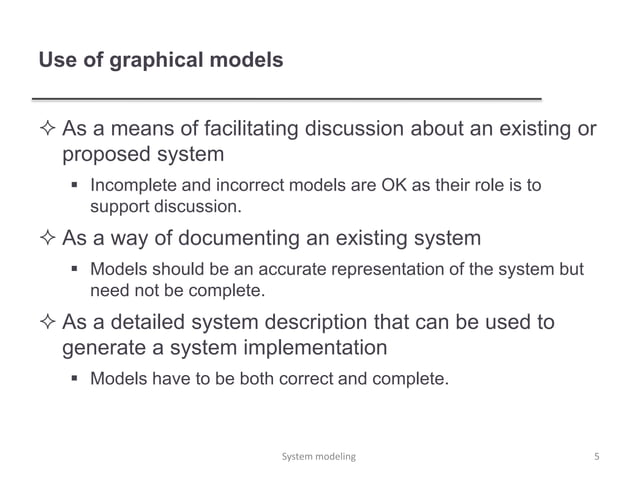 Use of graphical models
✧ As a means of facilitating discussion about an existing or
proposed system
▪ Incomplete and incorrect models are OK as their role is to
support discussion.
✧ As a way of documenting an existing system
▪ Models should be an accurate representation of the system but
need not be complete.
✧ As a detailed system description that can be used to
generate a system implementation
▪ Models have to be both correct and complete.
System modeling
5